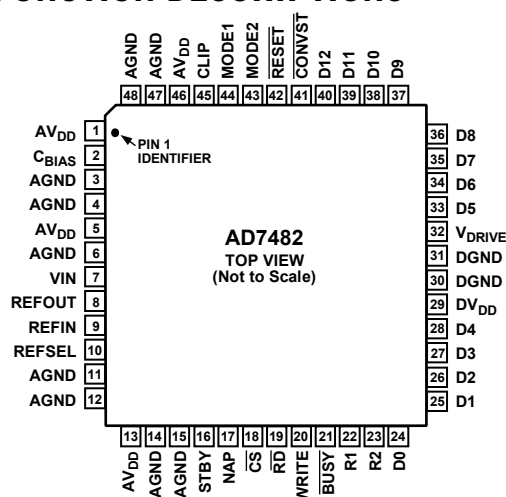 48 AGND
47 AGND
46 AVDD
45 CLIP
44 MODE1
43 MODE2
42 RESET
41 CONVST
40 D12
39 D11
38 D10
37 D9
AVDD 1
CBIAS 2
AGND 3
AGND 4
AVDD 5
AGND 6
VIN 7
REFOUT 8
REFIN 9
REFSEL 10
AGND 11
AGND 12
PIN 1
IDENTIFIER
AD7482
TOP VIEW
(Not to Scale)
36 D8
35 D7
34 D6
33 D5
32 VDRIVE
31 DGND
30 DGND
29 DVDD
28 D4
27 D3
26 D2
25 D1
13 AVDD
14 AGND
15 AGND
16 STBY
17 NAP
18 CS
19 RD
20 WRITE
21 BUSY
22 R1
23 R2
24 D0